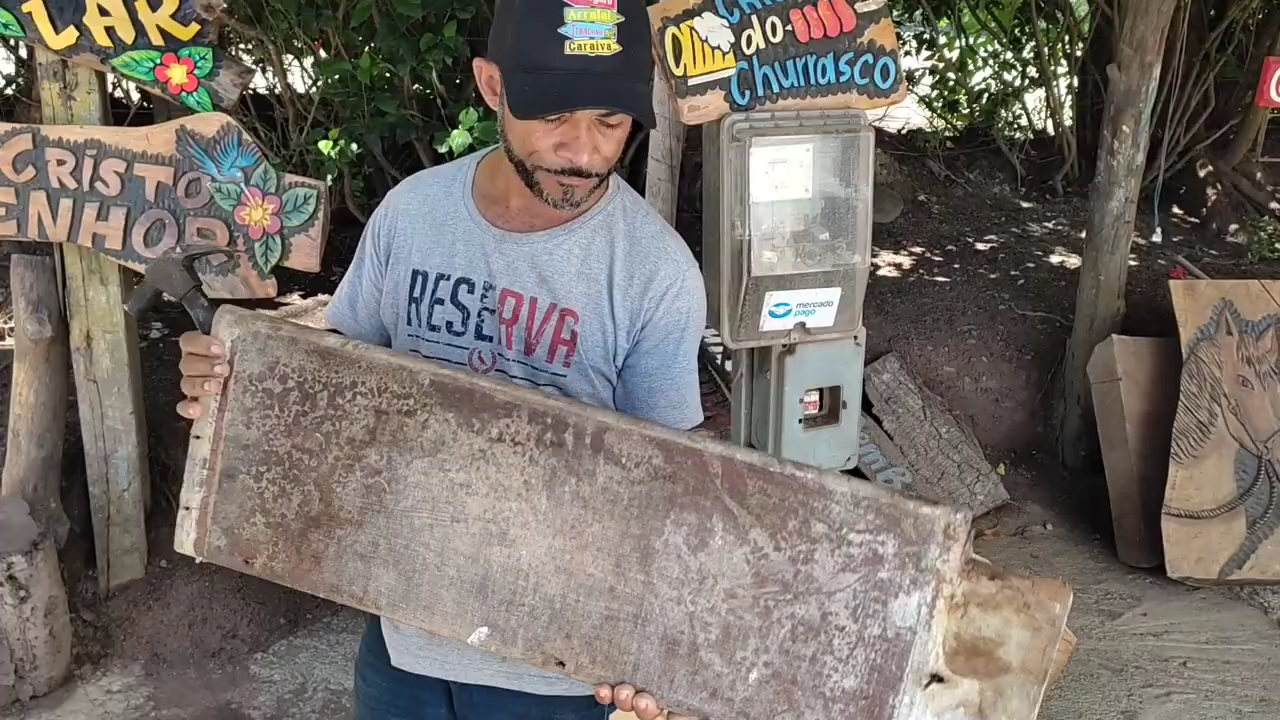 LAR
CRISTO
ENHOR
Arraial
Caraiva
do
Churrasco
RESERVA
mercado
pago